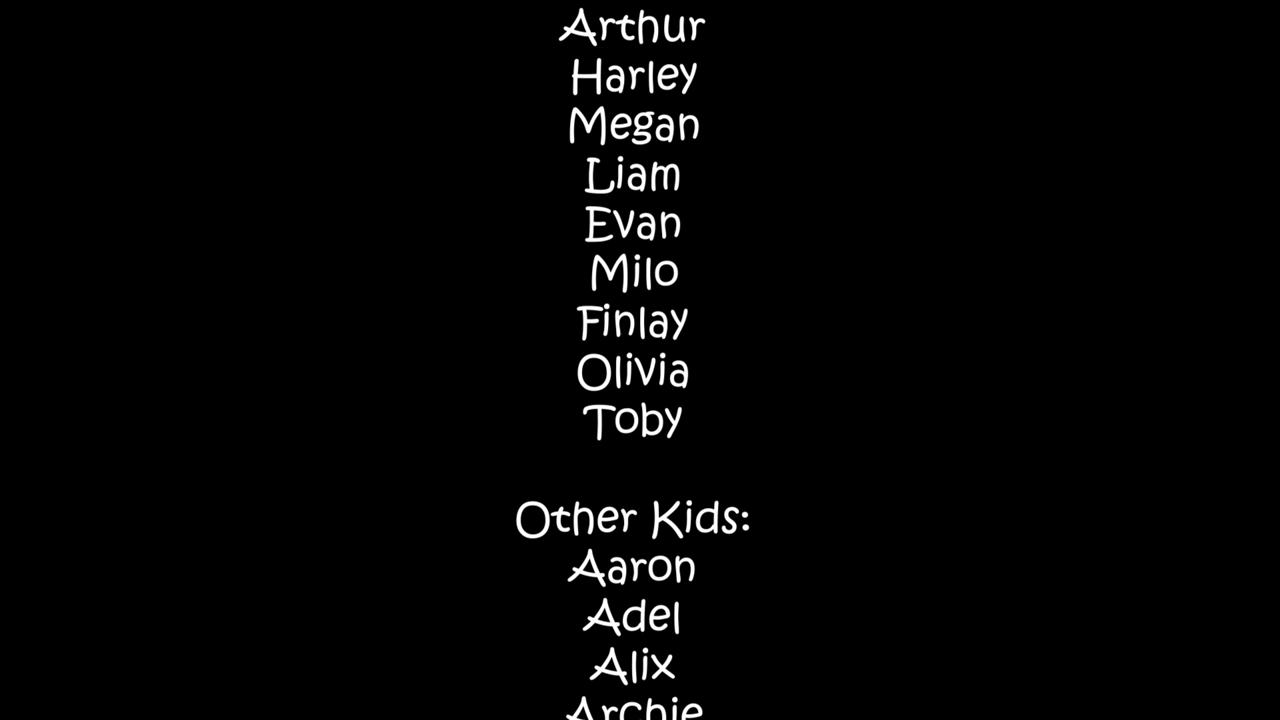 Arthur
Harley
Megan
Liam
Evan
Milo
Finlay
Olivia
Toby
Other Kids:
Aaron
Adel
Alix
Archie